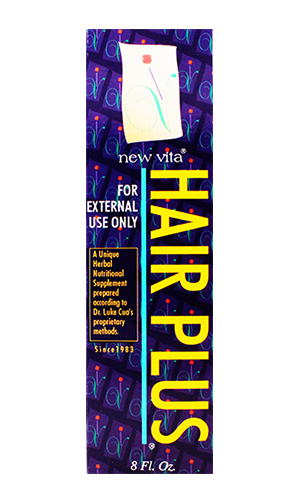 new vita®
HAIR PLUS®
FOR
EXTERNAL
USE ONLY
A Unique
Herbal
Nutritional
Supplement
prepared
according to
Dr. Luke Cua's
proprietary
methods.
Since 1983
8 Fl. Oz.